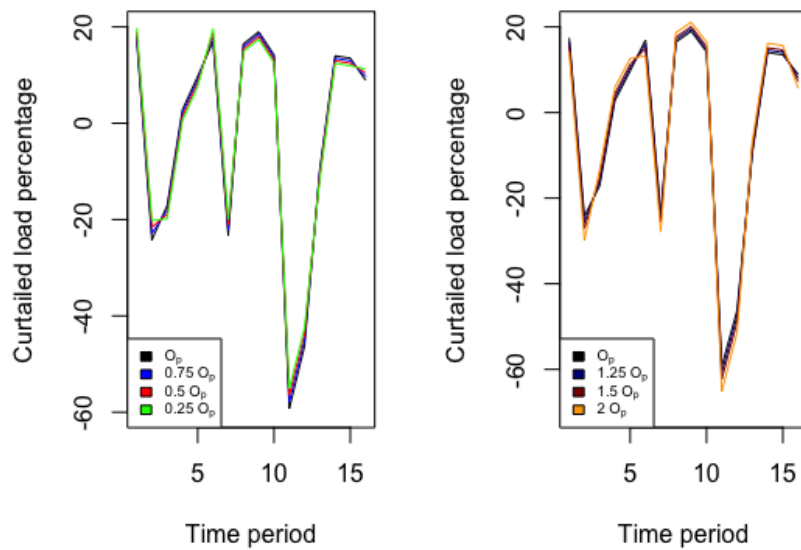 Curtailed load percentage
20
0
-20
-40
-60
Op
0.75 Op
0.5 Op
0.25 Op
5
10
15
Time period
Curtailed load percentage
20
0
-20
-40
-60
Op
1.25 Op
1.5 Op
2 Op
5
10
15
Time period